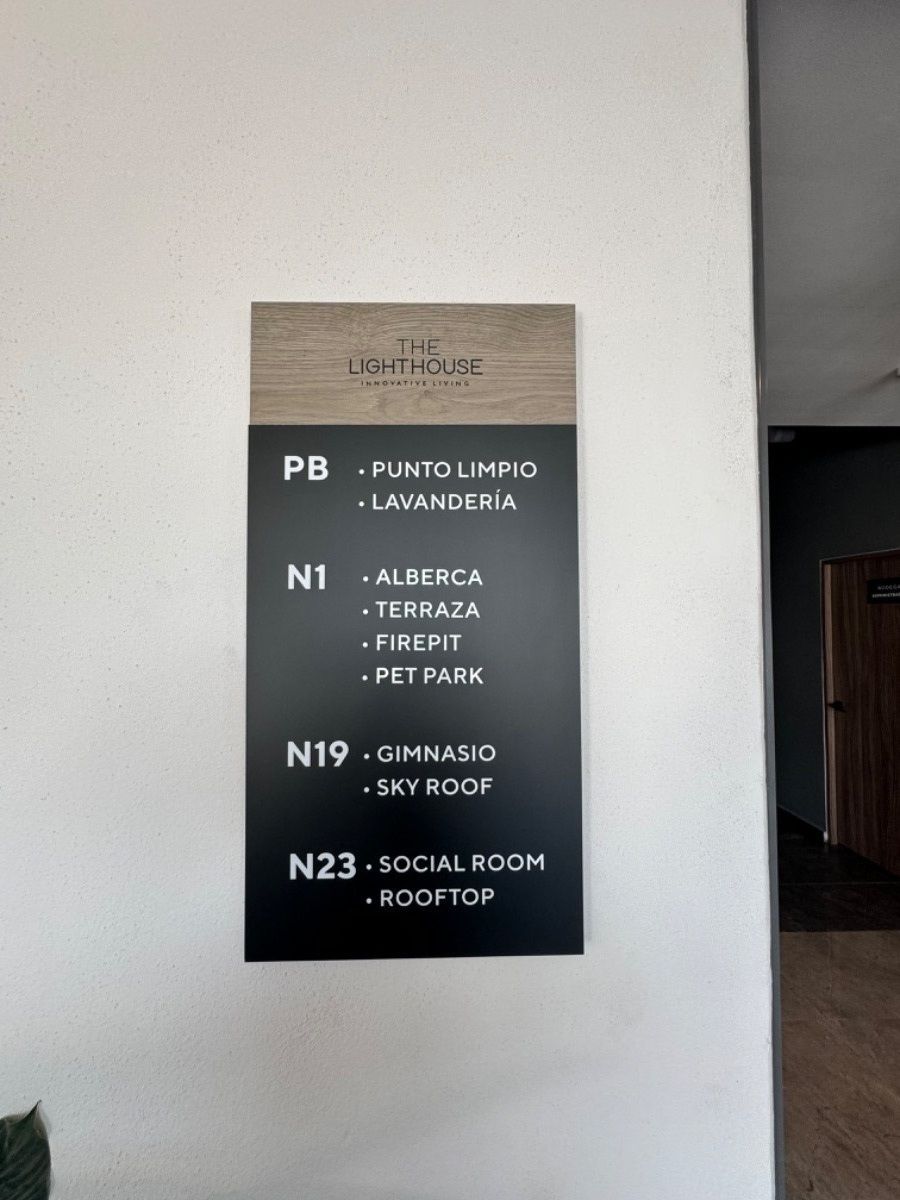 THE
LIGHTHOUSE
INNOVATIVE LIVING
PB • PUNTO LIMPIO
• LAVANDERÍA
N1 • ALBERCA
• TERRAZA
• FIREPIT
• PET PARK
N19 • GIMNASIO
• SKY ROOF
N23 • SOCIAL ROOM
• ROOFTOP